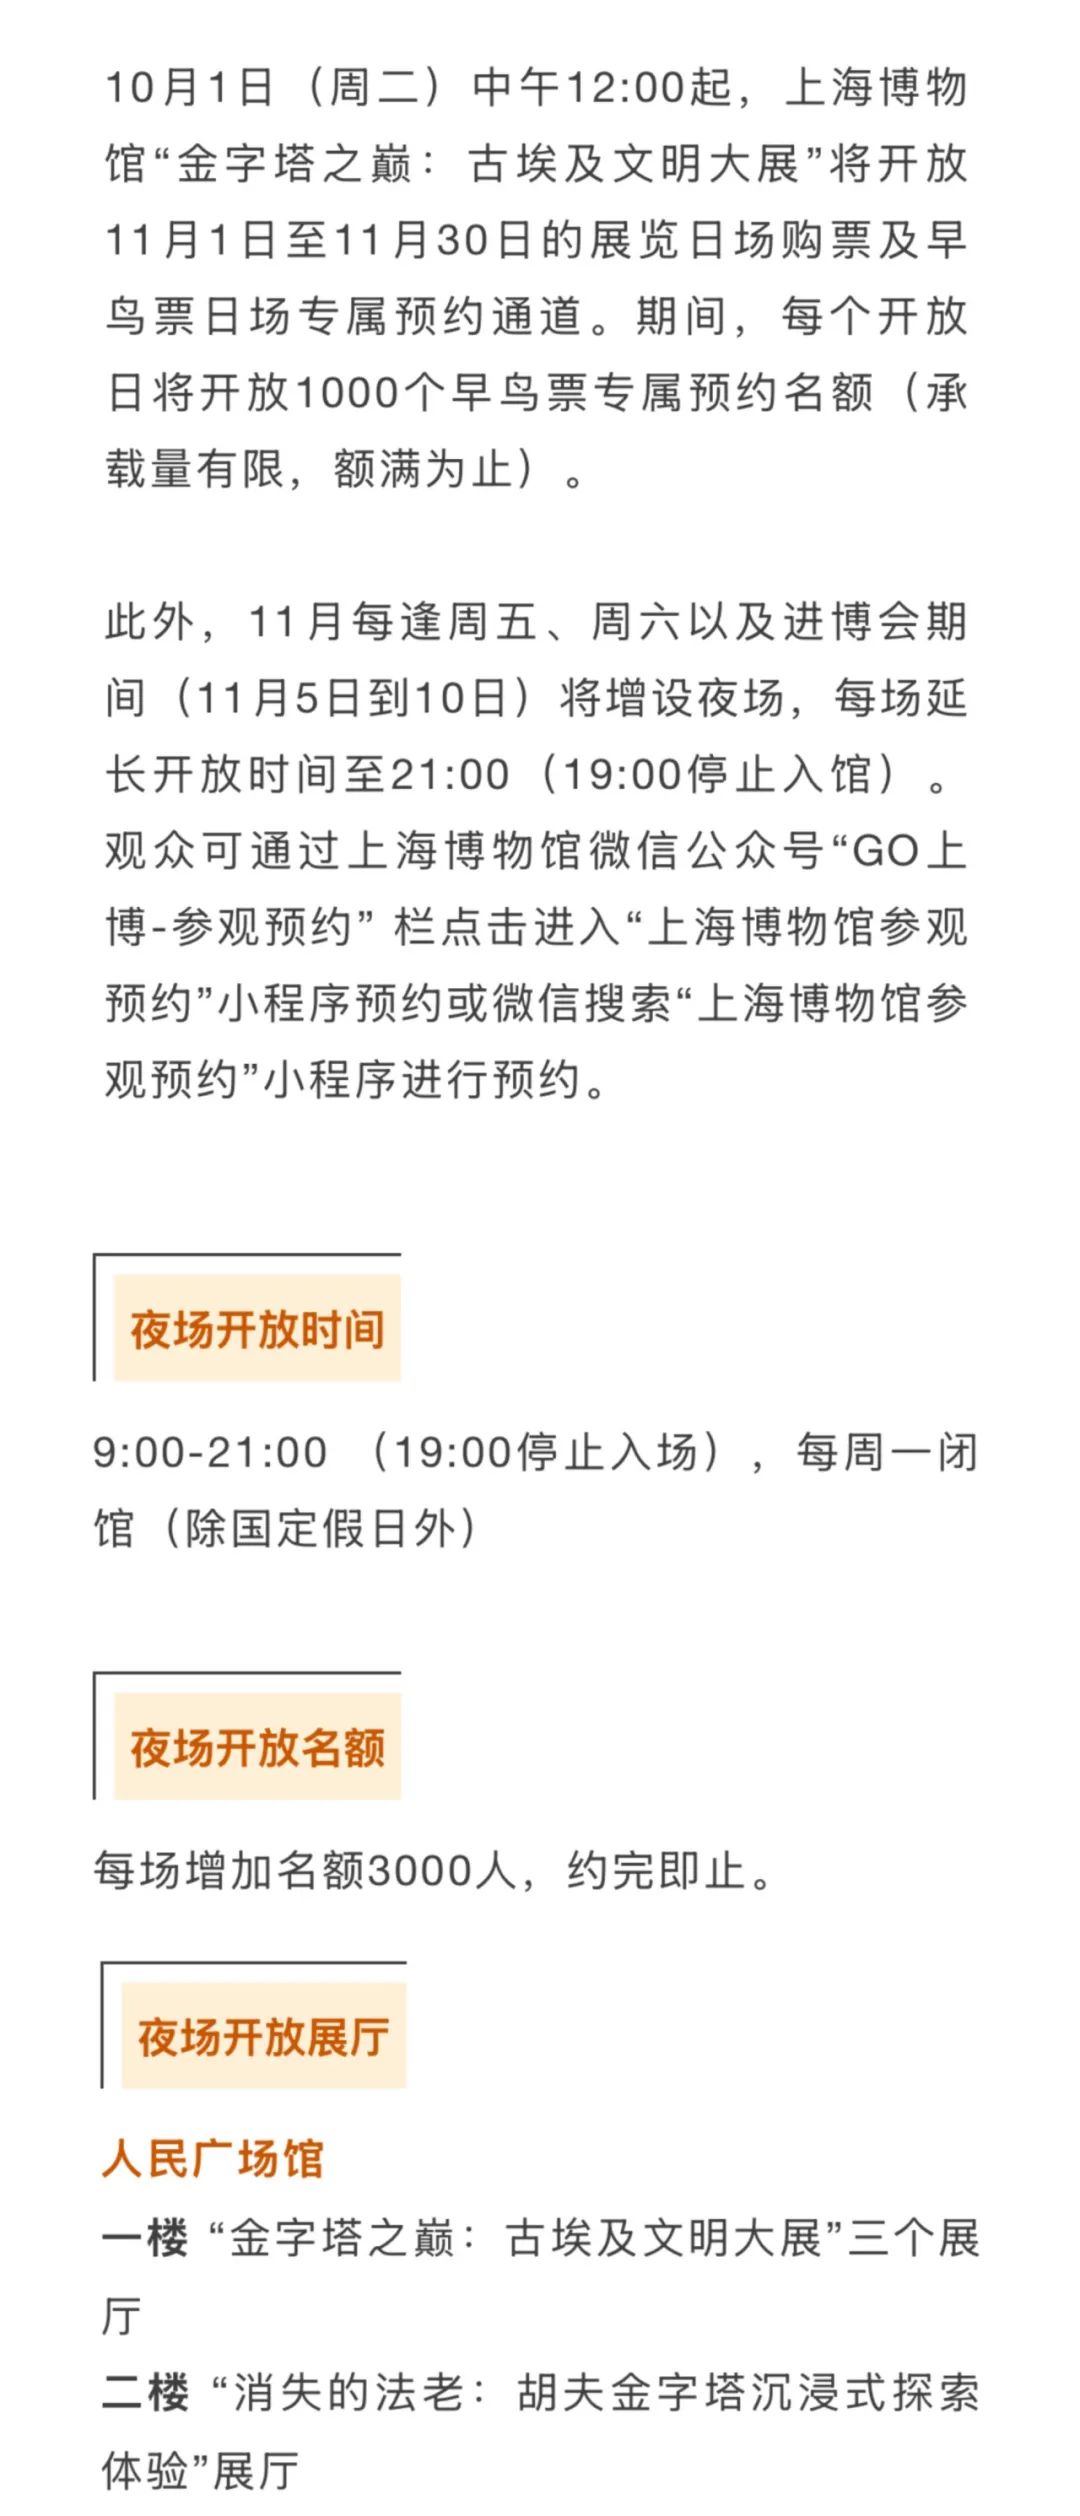 10月1日（周二）中午12:00起，上海博物
馆“金字塔之巅：古埃及文明大展”将开放
11月1日至11月30日的展览日场购票及早
鸟票日场专属预约通道。期间，每个开放
日将开放1000个早鸟票专属预约名额（承
载量有限，额满为止）。
此外，11月每逢周五、周六以及进博会期
间（11月5日到10日）将增设夜场，每场延
长开放时间至21:00（19:00停止入馆）。
观众可通过上海博物馆微信公众号“GO上
博-参观预约” 栏点击进入“上海博物馆参观
预约”小程序预约或微信搜索“上海博物馆参
观预约”小程序进行预约。
夜场开放时间
9:00-21:00 （19:00停止入场），每周一闭
馆（除国定假日外）
夜场开放名额
每场增加名额3000人，约完即止。
夜场开放展厅
人民广场馆
一楼 “金字塔之巅：古埃及文明大展”三个展
厅
二楼 “消失的法老：胡夫金字塔沉浸式探索
体验”展厅